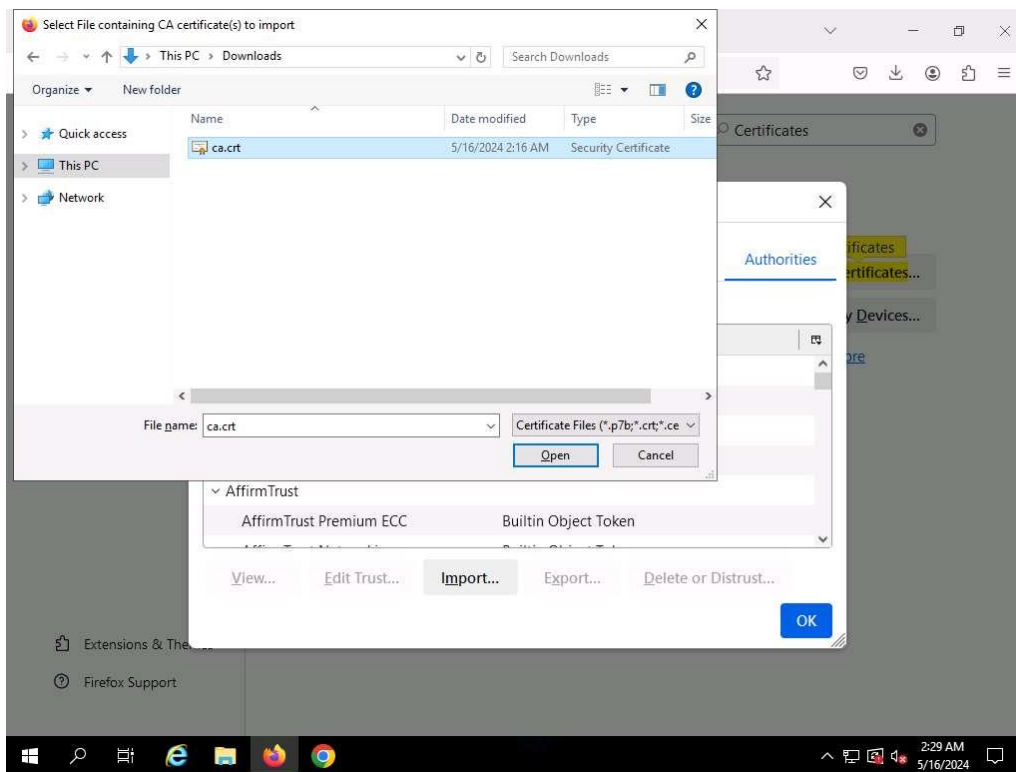 Select File containing CA certificate(s) to import
This PC > Downloads
Search Downloads
Organize
New folder
Name
Date modified
Type
Size
Quick access
This PC
Network
ca.crt
5/16/2024 2:16 AM
Security Certificate
File name:
ca.crt
Certificate Files (*.p7b;*.crt;*.ce
Open
Cancel
Certificates
Authorities
ificates
ertificates...
y Devices...
ore
AffirmTrust
AffirmTrust Premium ECC
Builtin Object Token
View...
Edit Trust...
Import...
Export...
Delete or Distrust...
OK
Extensions & The
Firefox Support
2:29 AM
5/16/2024